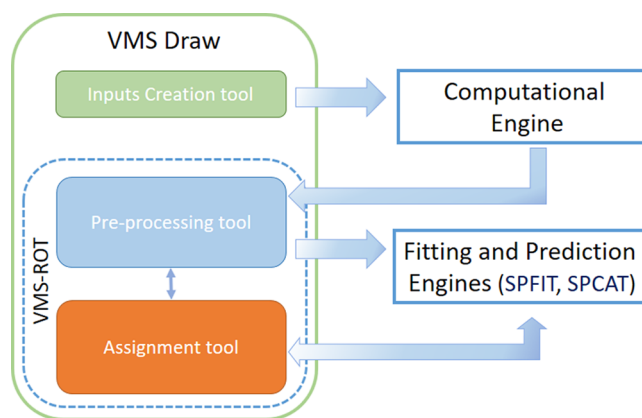 VMS Draw
Inputs Creation tool
Computational
Engine
VMS-ROT
Pre-processing tool
Fitting and Prediction
Engines (SPFIT, SPCAT)
Assignment tool